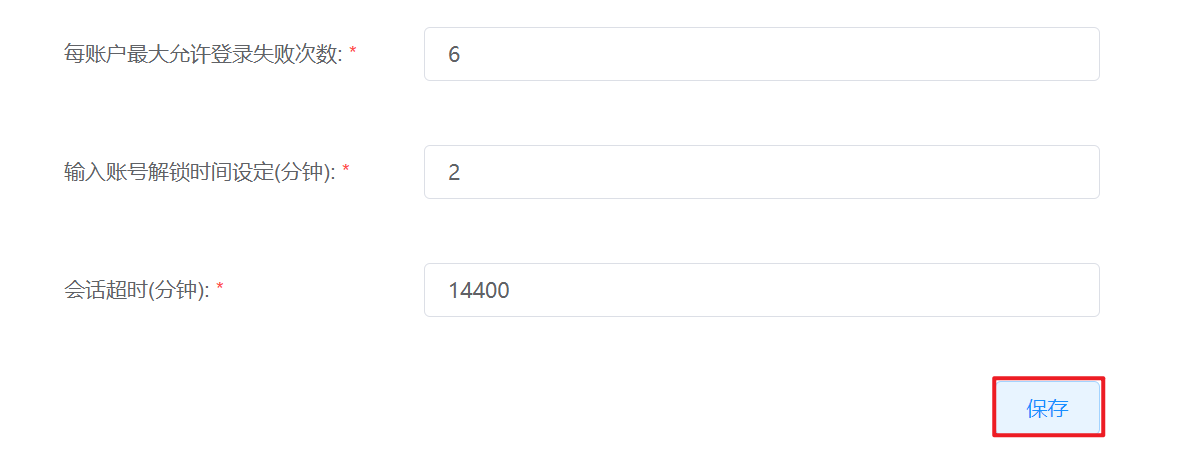 每账户最大允许登录失败次数: * 6
输入账号解锁时间设定(分钟): * 2
会话超时(分钟): * 14400
保存